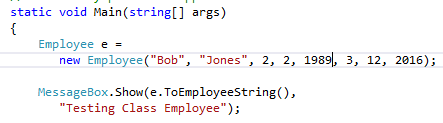 static void Main(string[] args)
{
Employee e =
new Employee("Bob", "Jones", 2, 2, 1989, 3, 12, 2016);
MessageBox.Show(e.ToEmployeeString(),
"Testing Class Employee");